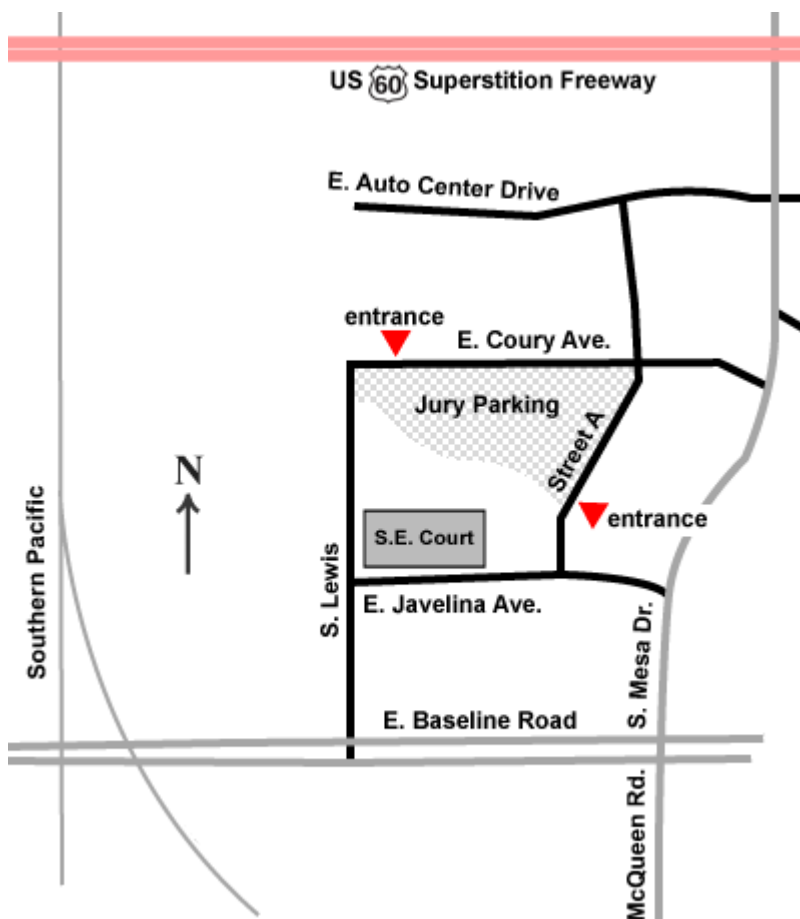 US 60 Superstition Freeway
E. Auto Center Drive
entrance
E. Coury Ave.
Jury Parking
Street A
N
entrance
S.E. Court
Southern Pacific
S. Lewis
E. Javelina Ave.
S. Mesa Dr.
E. Baseline Road
McQueen Rd.